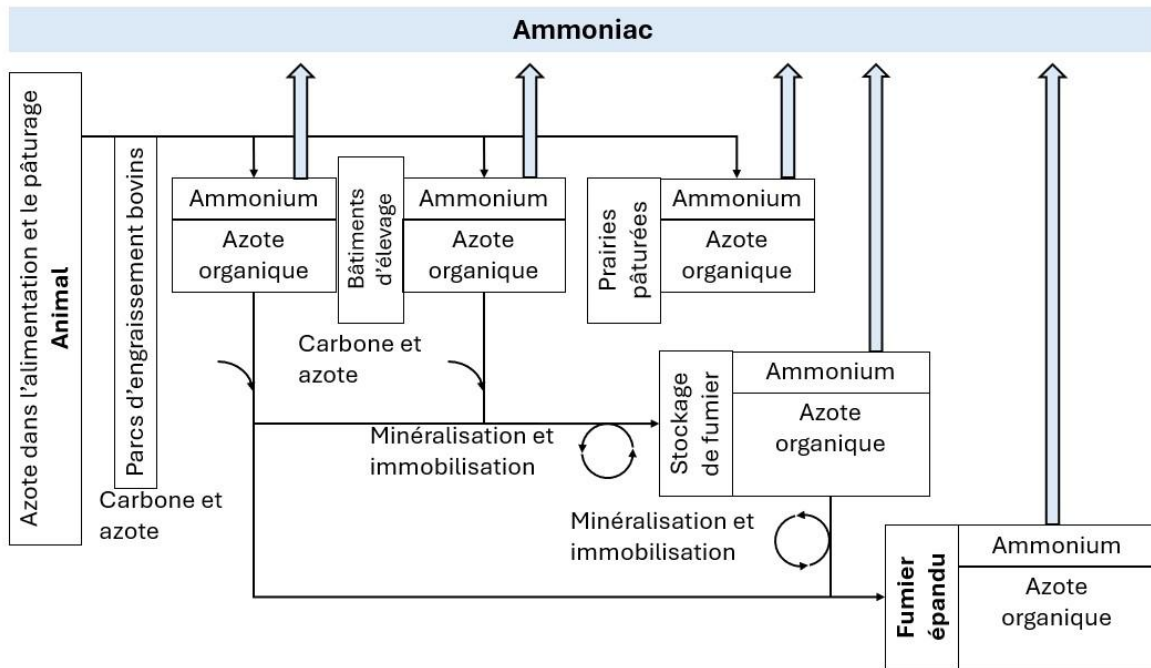 Ammoniac
Azote dans l'alimentation et le pâturage
Animal
Parcs d'engraissement bovins
Ammonium
Azote
organique
Bâtiments
d'élevage
Ammonium
Azote
organique
Prairies
pâturées
Ammonium
Azote
organique
Carbone et
azote
Carbone et
azote
Minéralisation et
immobilisation
Stockage
de fumier
Ammonium
Azote
organique
Minéralisation et
immobilisation
Fumier
épandu
Ammonium
Azote
organique